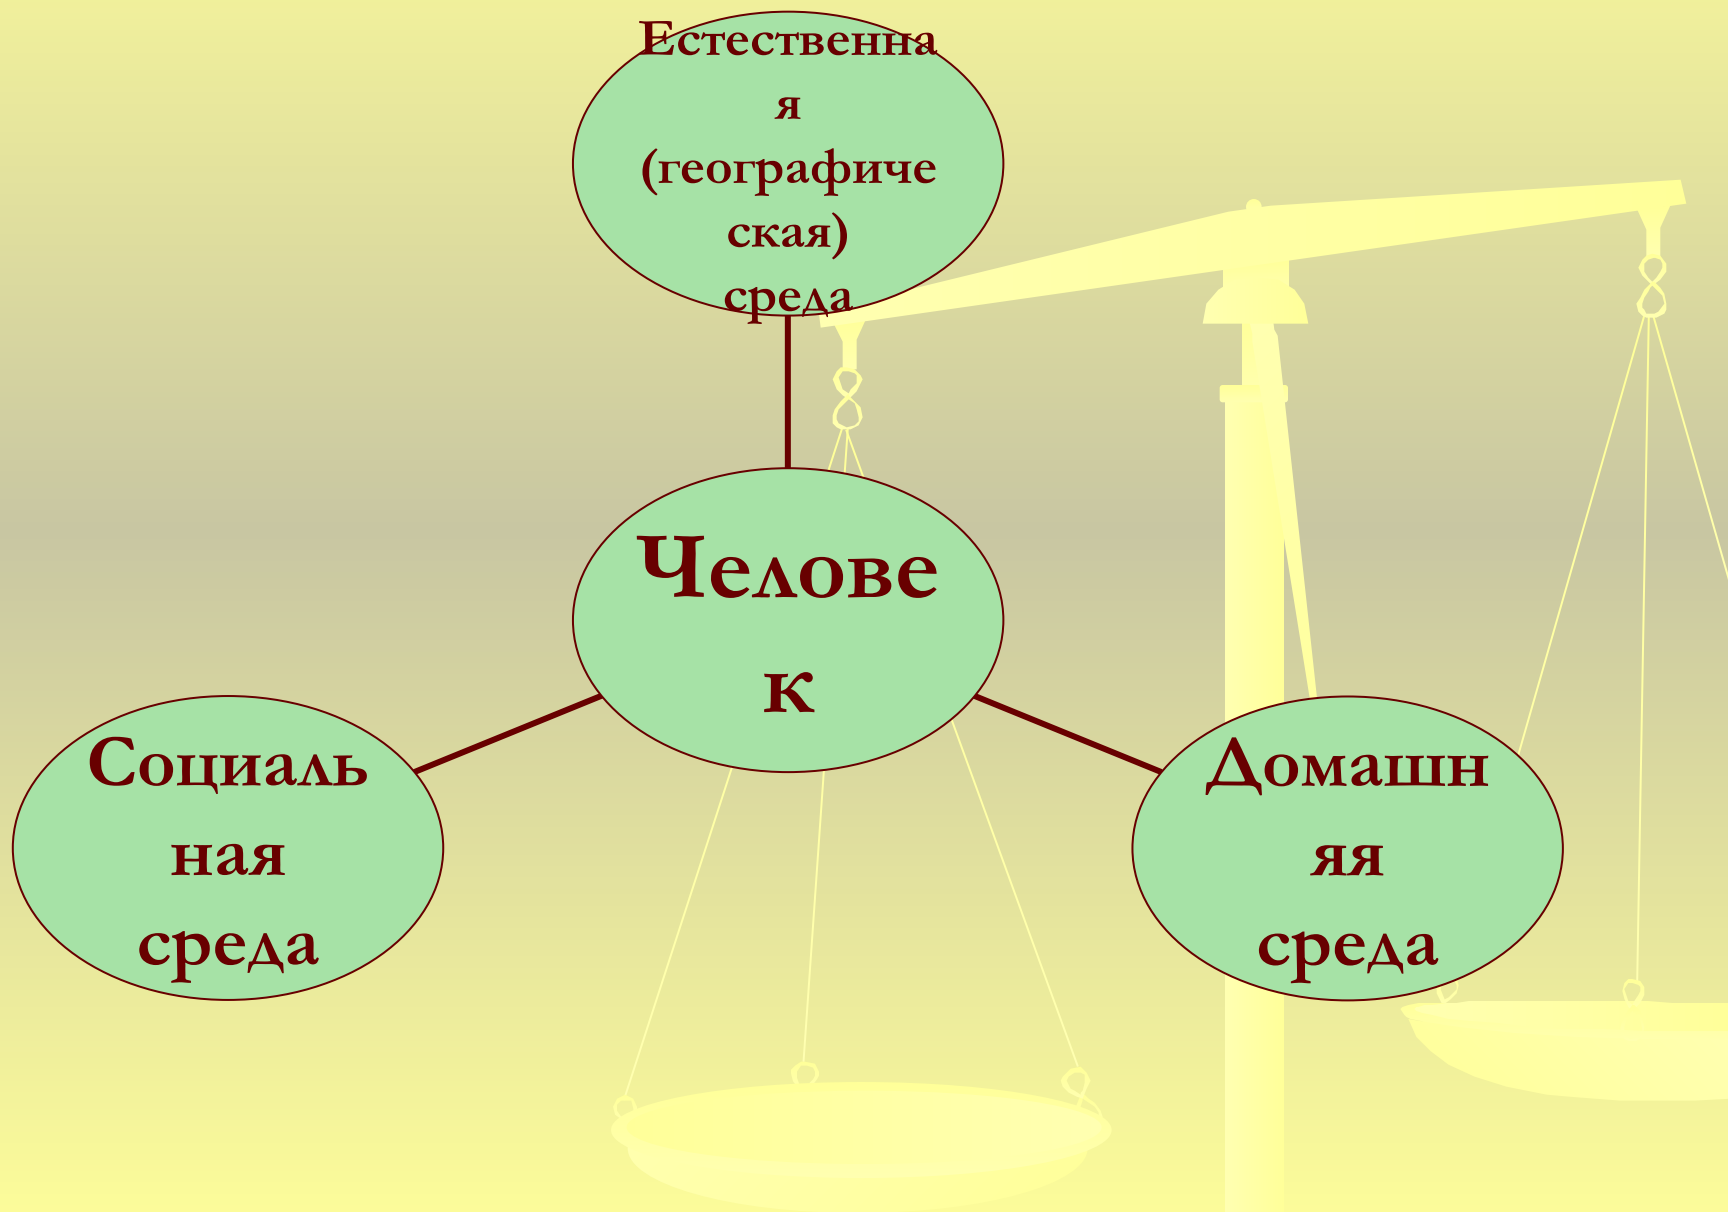 Естественна
я
(географиче
ская)
среда
Челове
к
Социаль
ная
среда
Домашн
яя
среда